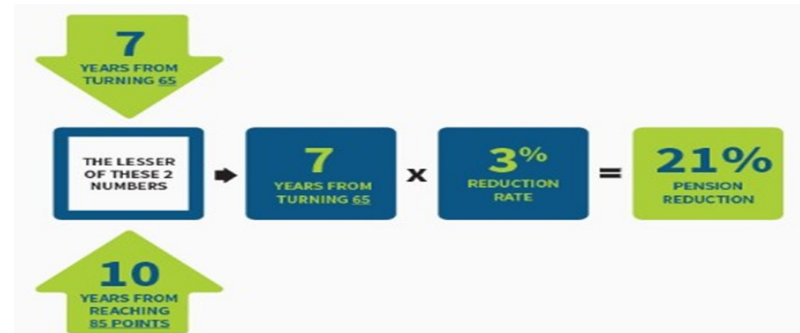 7
YEARS FROM
TURNING 65
THE LESSER
OF THESE 2
NUMBERS
7
YEARS FROM
TURNING 65
x
3%
REDUCTION
RATE
=
21%
PENSION
REDUCTION
10
YEARS FROM
REACHING
85 POINTS